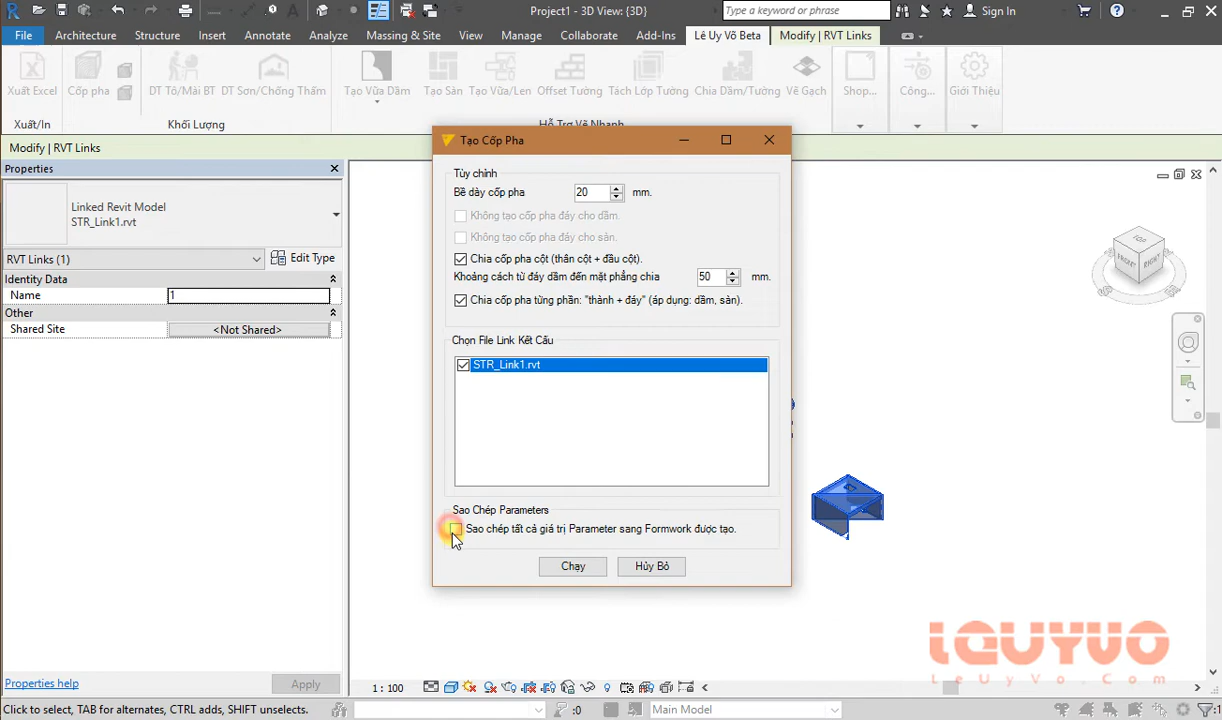 Project1 - 3D View: {3D}
Type a keyword or phrase
Sign In
File Architecture Structure Insert Annotate Analyze Massing & Site View Manage Collaborate Add-Ins Lê Uy Võ Beta Modify | RVT Links
Xuất Excel Cốp pha DT Tô/Mái BT DT Sơn/Chống Thấm Tạo Vữa Dầm Tạo Sàn Tạo Vữa/Len Offset Tường Tách Lớp Tường Chia Dầm/Tường Vẽ Gạch Shop... Công... Giới Thiệu
Xuất/In Khối Lượng Hỗ Trợ Vẽ Nhanh
Modify | RVT Links
Properties
Linked Revit Model
STR_Link1.rvt
RVT Links (1) Edit Type
Identity Data
Name 1
Other
Shared Site <Not Shared>
Properties help Apply
Tạo Cốp Pha
Tùy chỉnh
Bề dày cốp pha 20 mm.
Không tạo cốp pha đáy cho dầm.
Không tạo cốp pha đáy cho sàn.
Chia cốp pha cột (thân cột + đầu cột).
Khoảng cách từ đáy dầm đến mặt phẳng chia 50 mm.
Chia cốp pha từng phần: "thành + đáy" (áp dụng: dầm, sàn).
Chọn File Link Kết Cấu
STR_Link1.rvt
Sao Chép Parameters
Sao chép tất cả giá trị Parameter sang Formwork được tạo.
Chạy Hủy Bỏ
TOP
FRONT RIGHT
LQUYUO
LeUyVo.Com
1 : 100
Click to select, TAB for alternates, CTRL adds, SHIFT unselects. :0 Main Model :1